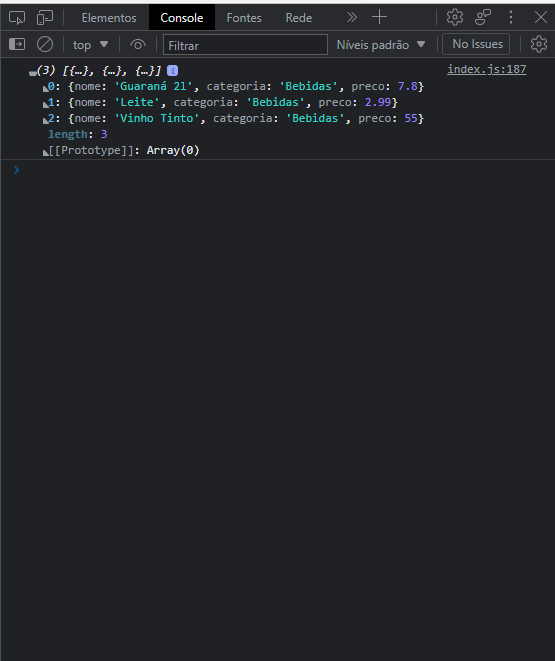 Elementos Console Fontes Rede
top Filtrar Níveis padrão No Issues
(3) [{…}, {…}, {…}] i index.js:187
0: {nome: 'Guaraná 2l', categoria: 'Bebidas', preco: 7.8}
1: {nome: 'Leite', categoria: 'Bebidas', preco: 2.99}
2: {nome: 'Vinho Tinto', categoria: 'Bebidas', preco: 55}
length: 3
[[Prototype]]: Array(0)